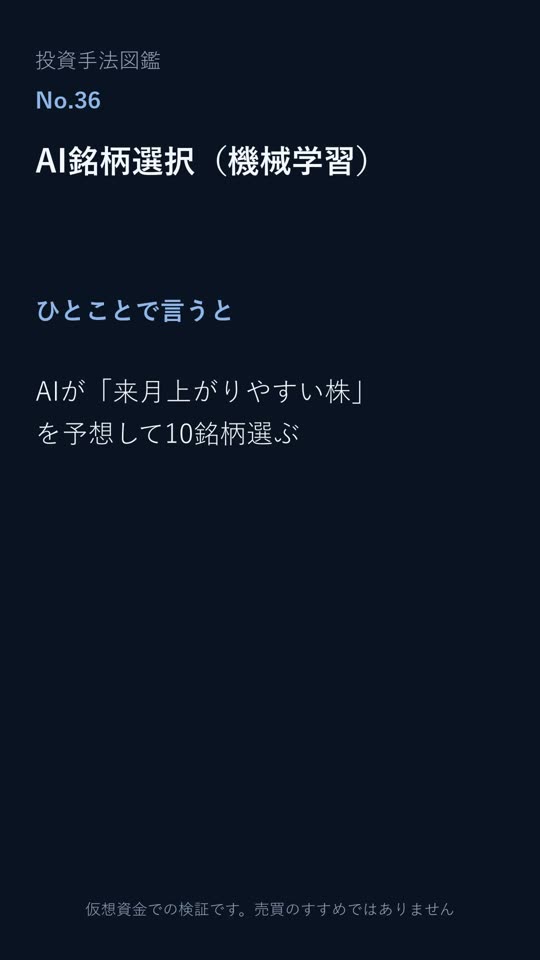 投資手法図鑑
No.36
AI銘柄選択（機械学習）
ひとことで言うと
AIが「来月上がりやすい株」
を予想して10銘柄選ぶ
仮想資金での検証です。売買のすすめではありません